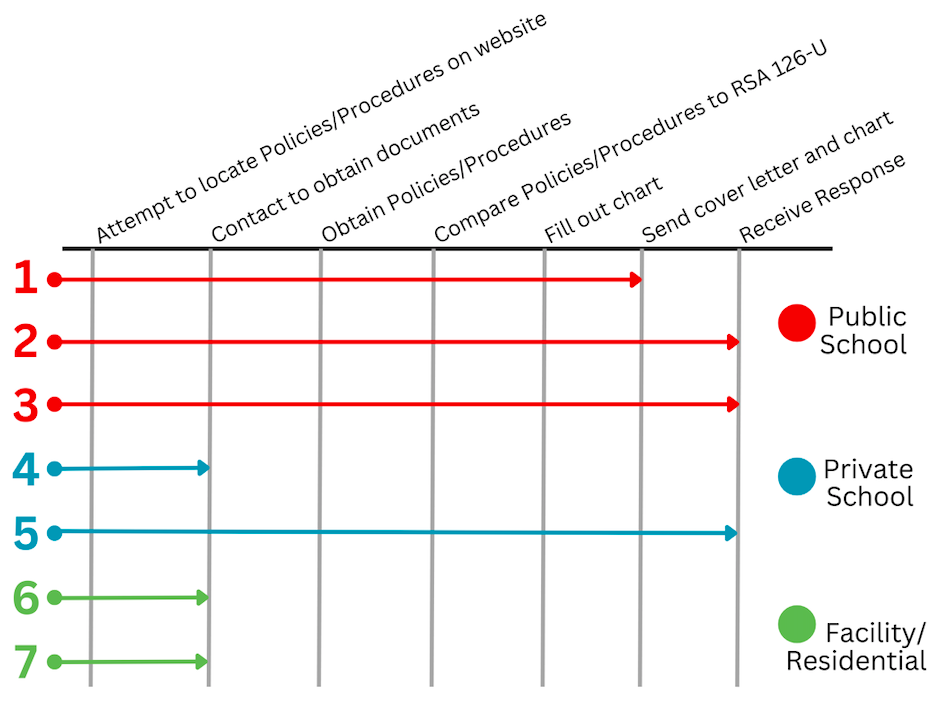 Attempt to locate Policies/Procedures on website
Contact to obtain documents
Obtain Policies/Procedures
Compare Policies/Procedures to RSA 126-U
Fill out chart
Send cover letter and chart
Receive Response
1
2
3
4
5
6
7
Public
School
Private
School
Facility/
Residential